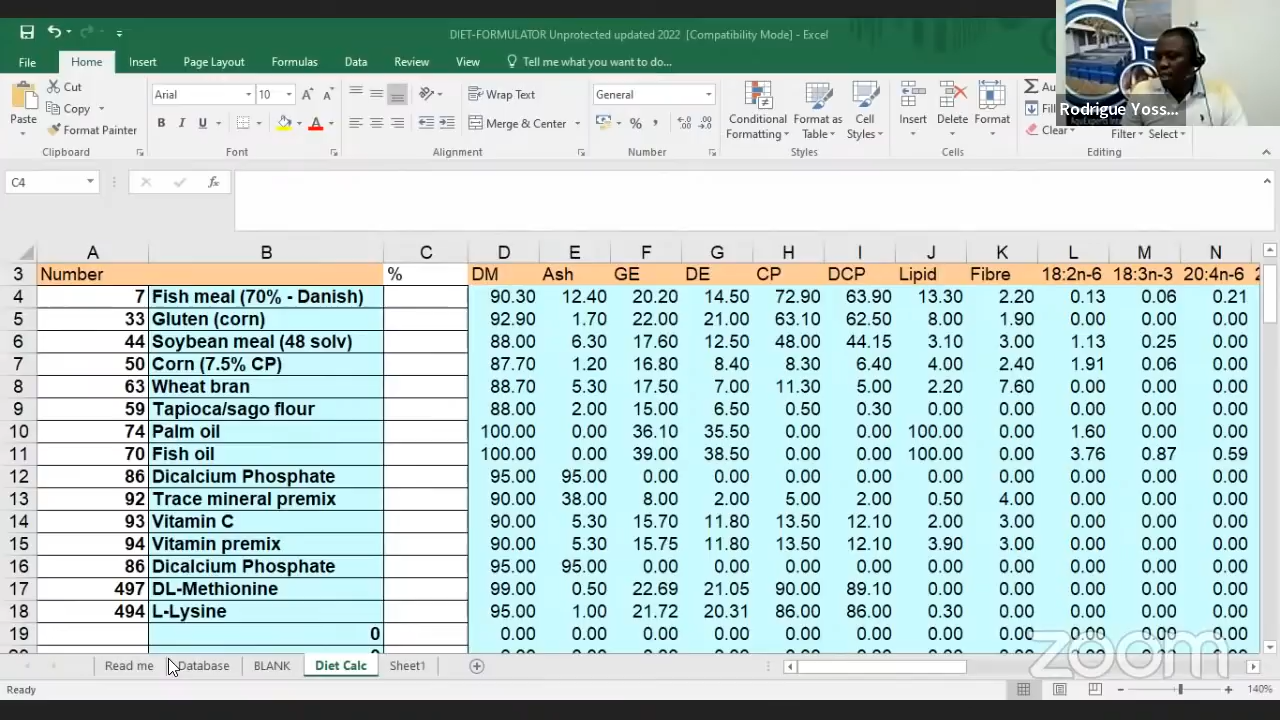 DIET-FORMULATOR Unprotected updated 2022 [Compatibility Mode] - Excel
File Home Insert Page Layout Formulas Data Review View Tell me what you want to do...
Rodrigue Yoss...
Paste
Cut
Copy
Format Painter
Arial 10
B I U
Wrap Text
Merge & Center
General
%
Conditional Formatting
Format as Table
Cell Styles
Insert Delete Format
Au
Fill
Clear
Filter Select
Clipboard Font Alignment Number Styles Cells Editing
C4 fx
A B C D E F G H I J K L M N
3 Number % DM Ash GE DE CP DCP Lipid Fibre 18:2n-6 18:3n-3 20:4n-6 2
4 7 Fish meal (70% - Danish) 90.30 12.40 20.20 14.50 72.90 63.90 13.30 2.20 0.13 0.06 0.21
5 33 Gluten (corn) 92.90 1.70 22.00 21.00 63.10 62.50 8.00 1.90 0.00 0.00 0.00
6 44 Soybean meal (48 solv) 88.00 6.30 17.60 12.50 48.00 44.15 3.10 3.00 1.13 0.25 0.00
7 50 Corn (7.5% CP) 87.70 1.20 16.80 8.40 8.30 6.40 4.00 2.40 1.91 0.06 0.00
8 63 Wheat bran 88.70 5.30 17.50 7.00 11.30 5.00 2.20 7.60 0.00 0.00 0.00
9 59 Tapioca/sago flour 88.00 2.00 15.00 6.50 0.50 0.30 0.00 0.00 0.00 0.00 0.00
10 74 Palm oil 100.00 0.00 36.10 35.50 0.00 0.00 100.00 0.00 1.60 0.00 0.00
11 70 Fish oil 100.00 0.00 39.00 38.50 0.00 0.00 100.00 0.00 3.76 0.87 0.59
12 86 Dicalcium Phosphate 95.00 95.00 0.00 0.00 0.00 0.00 0.00 0.00 0.00 0.00 0.00
13 92 Trace mineral premix 90.00 38.00 8.00 2.00 5.00 2.00 0.50 4.00 0.00 0.00 0.00
14 93 Vitamin C 90.00 5.30 15.70 11.80 13.50 12.10 2.00 3.00 0.00 0.00 0.00
15 94 Vitamin premix 90.00 5.30 15.75 11.80 13.50 12.10 3.90 3.00 0.00 0.00 0.00
16 86 Dicalcium Phosphate 95.00 95.00 0.00 0.00 0.00 0.00 0.00 0.00 0.00 0.00 0.00
17 497 DL-Methionine 99.00 0.50 22.69 21.05 90.00 89.10 0.00 0.00 0.00 0.00 0.00
18 494 L-Lysine 95.00 1.00 21.72 20.31 86.00 86.00 0.30 0.00 0.00 0.00 0.00
19 0 0.00 0.00 0.00 0.00 0.00 0.00 0.00 0.00 0.00 0.00 0.00
zoom
Read me Database BLANK Diet Calc Sheet1
Ready 140%